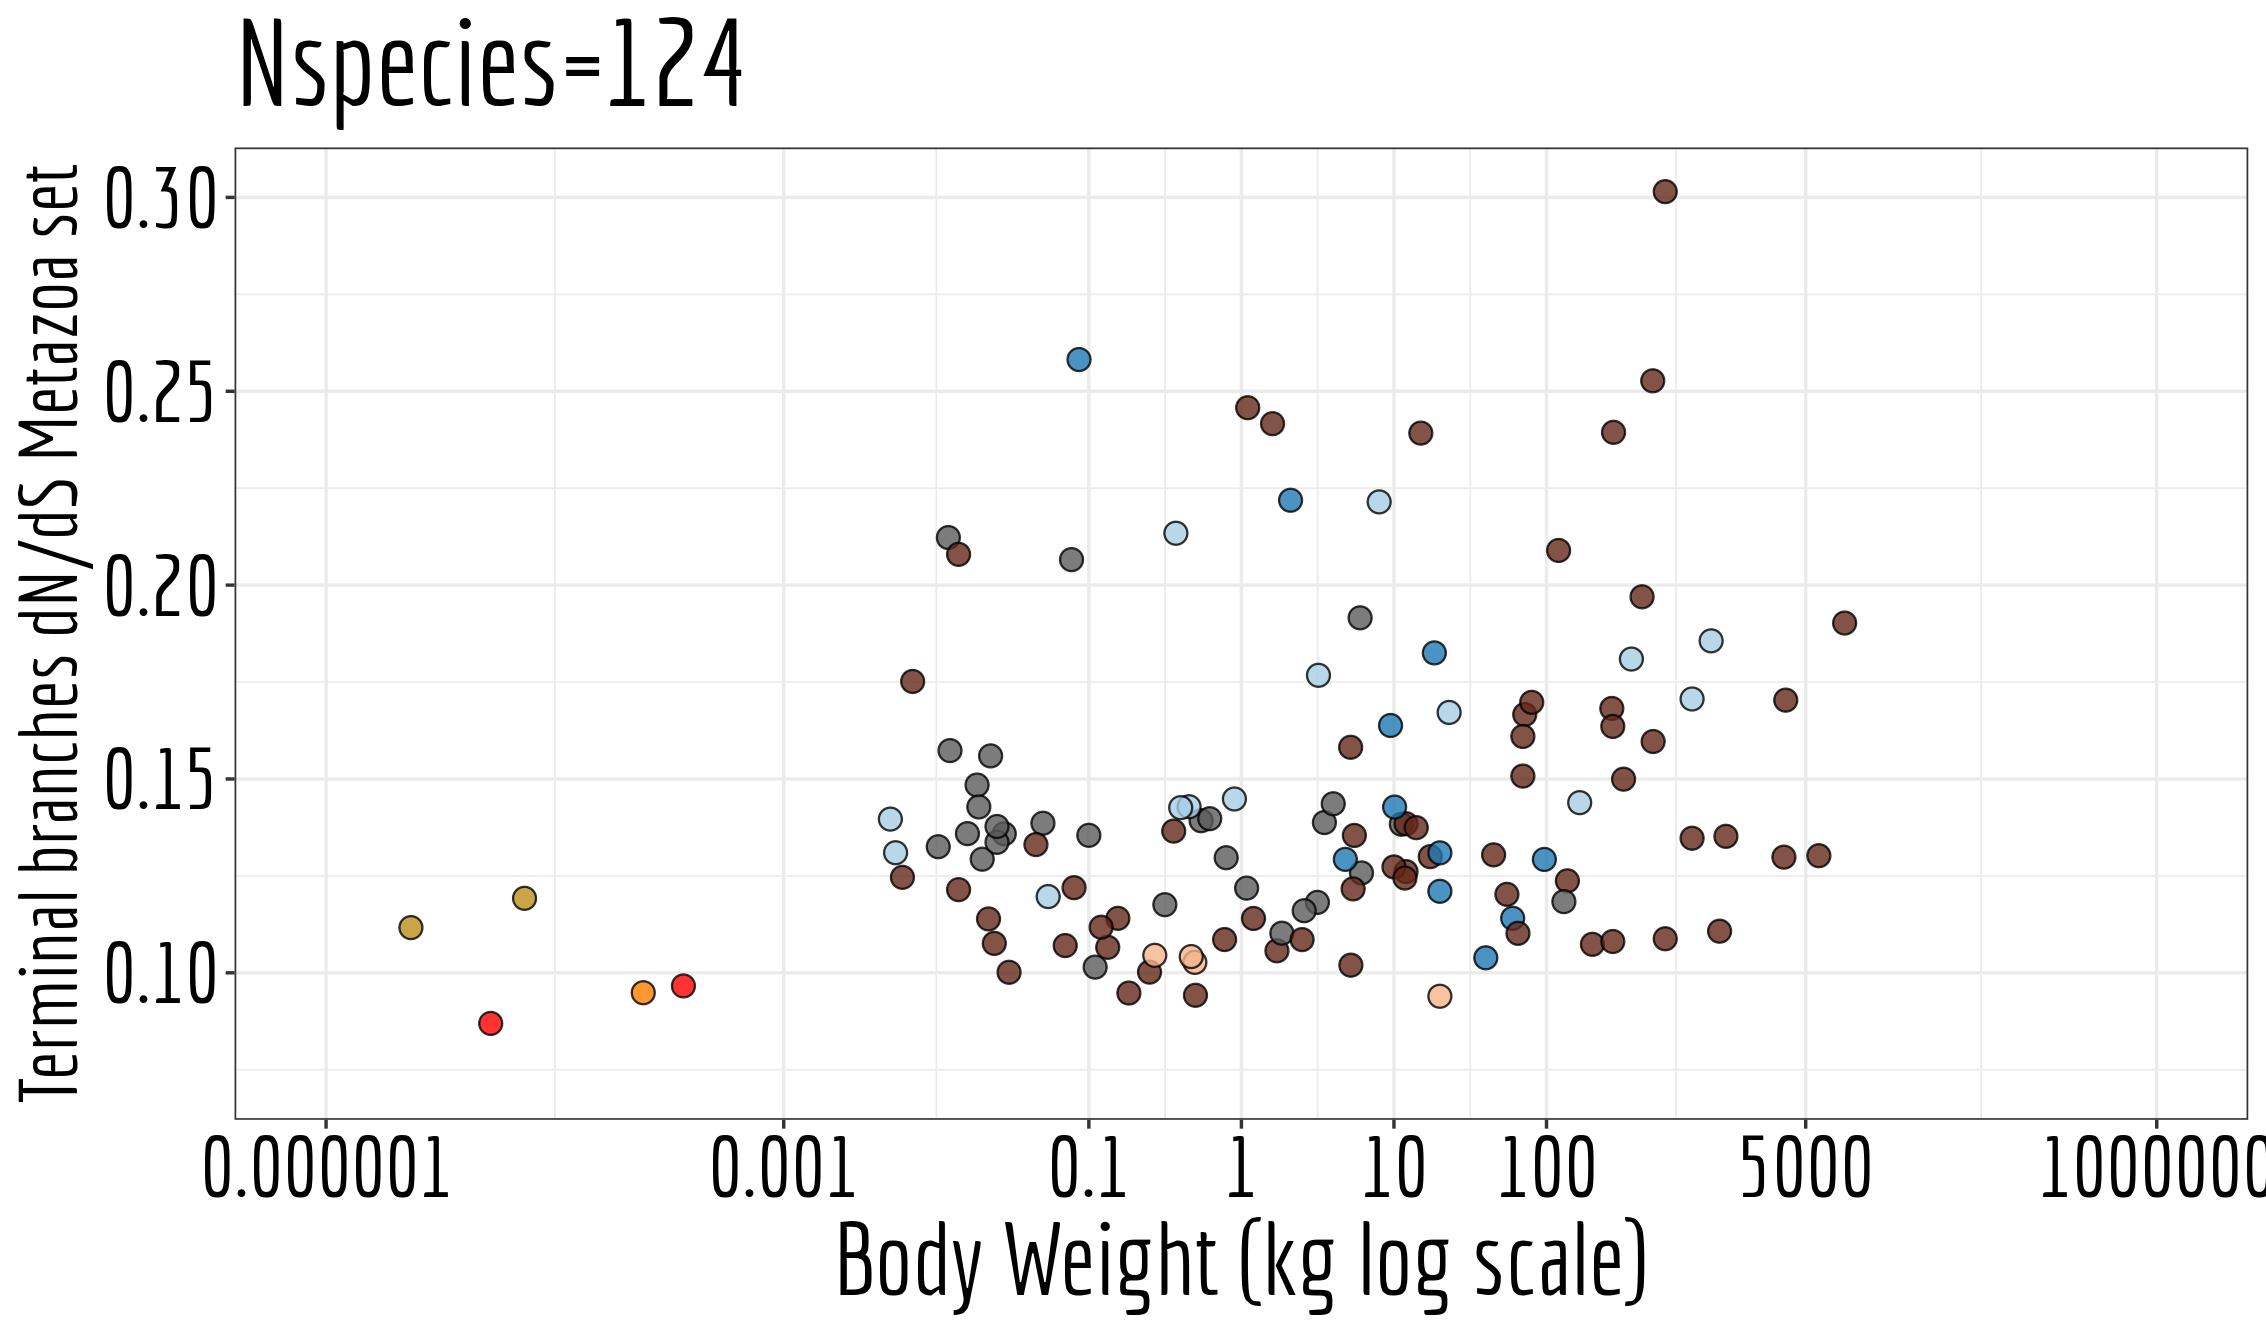 Nspecies=124
Terminal branches dN/dS Metazoa set
0.30
0.25
0.20
0.15
0.10
0.000001 0.001 0.1 1 10 100 5000 1000000
Body Weight (kg log scale)